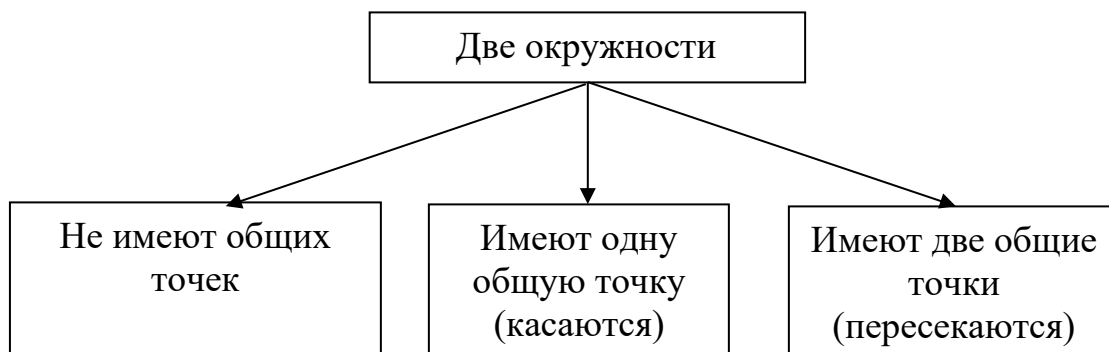 Две окружности
Не имеют общих
точек
Имеют одну
общую точку
(касаются)
Имеют две общие
точки
(пересекаются)